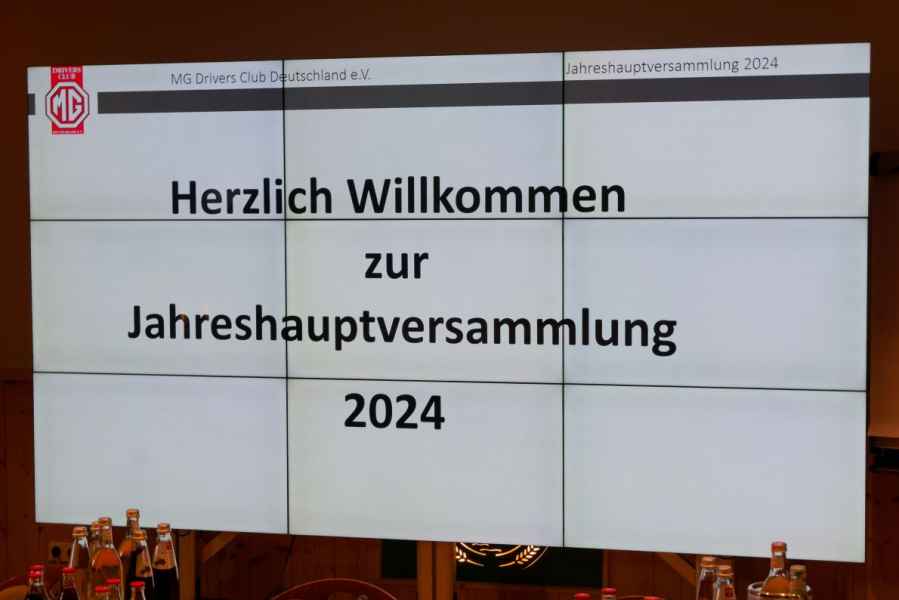 MG Drivers Club Deutschland e.V.
Jahreshauptversammlung 2024
DRIVERS
CLUB
MG
Herzlich Willkommen
zur
Jahreshauptversammlung
2024